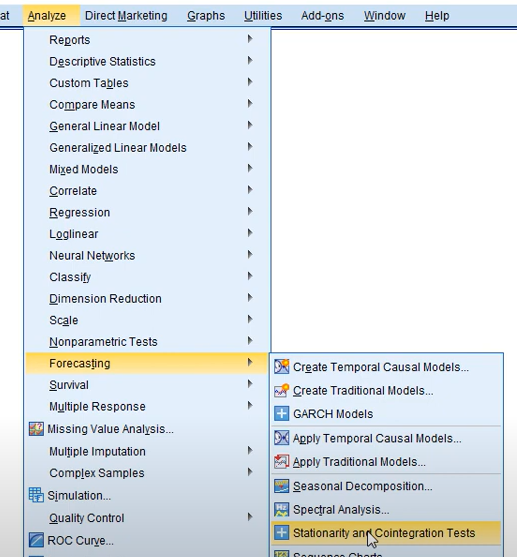 at Analyze Direct Marketing Graphs Utilities Add-ons Window Help
Reports
Descriptive Statistics
Custom Tables
Compare Means
General Linear Model
Generalized Linear Models
Mixed Models
Correlate
Regression
Loglinear
Neural Networks
Classify
Dimension Reduction
Scale
Nonparametric Tests
Forecasting
Survival
Multiple Response
Missing Value Analysis...
Multiple Imputation
Complex Samples
Simulation...
Quality Control
ROC Curve...
Create Temporal Causal Models...
Create Traditional Models...
GARCH Models
Apply Temporal Causal Models...
Apply Traditional Models...
Seasonal Decomposition...
Spectral Analysis...
Stationarity and Cointegration Tests
Sequence Charts